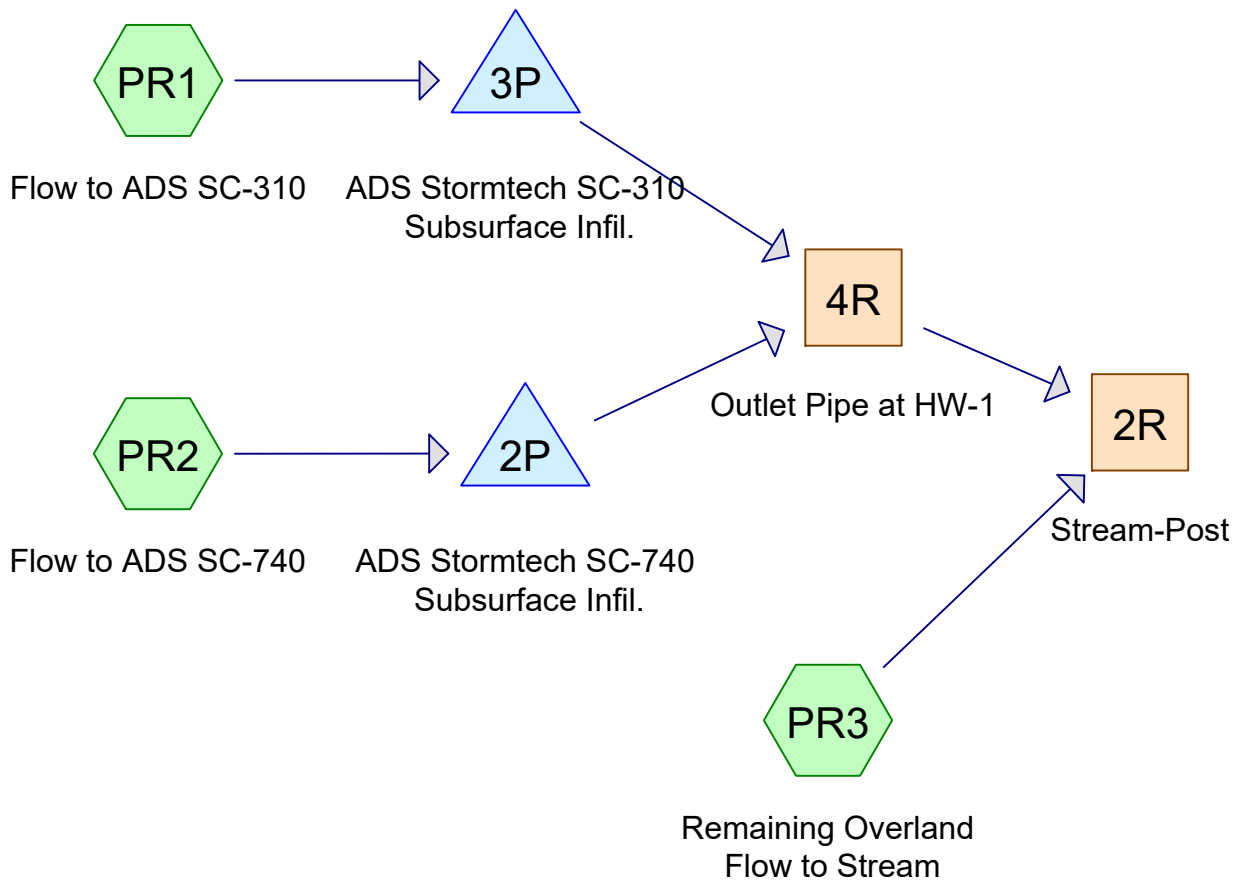 PR1
3P
Flow to ADS SC-310
ADS Stormtech SC-310
Subsurface Infil.
4R
Outlet Pipe at HW-1
PR2
2P
2R
Stream-Post
Flow to ADS SC-740
ADS Stormtech SC-740
Subsurface Infil.
PR3
Remaining Overland
Flow to Stream